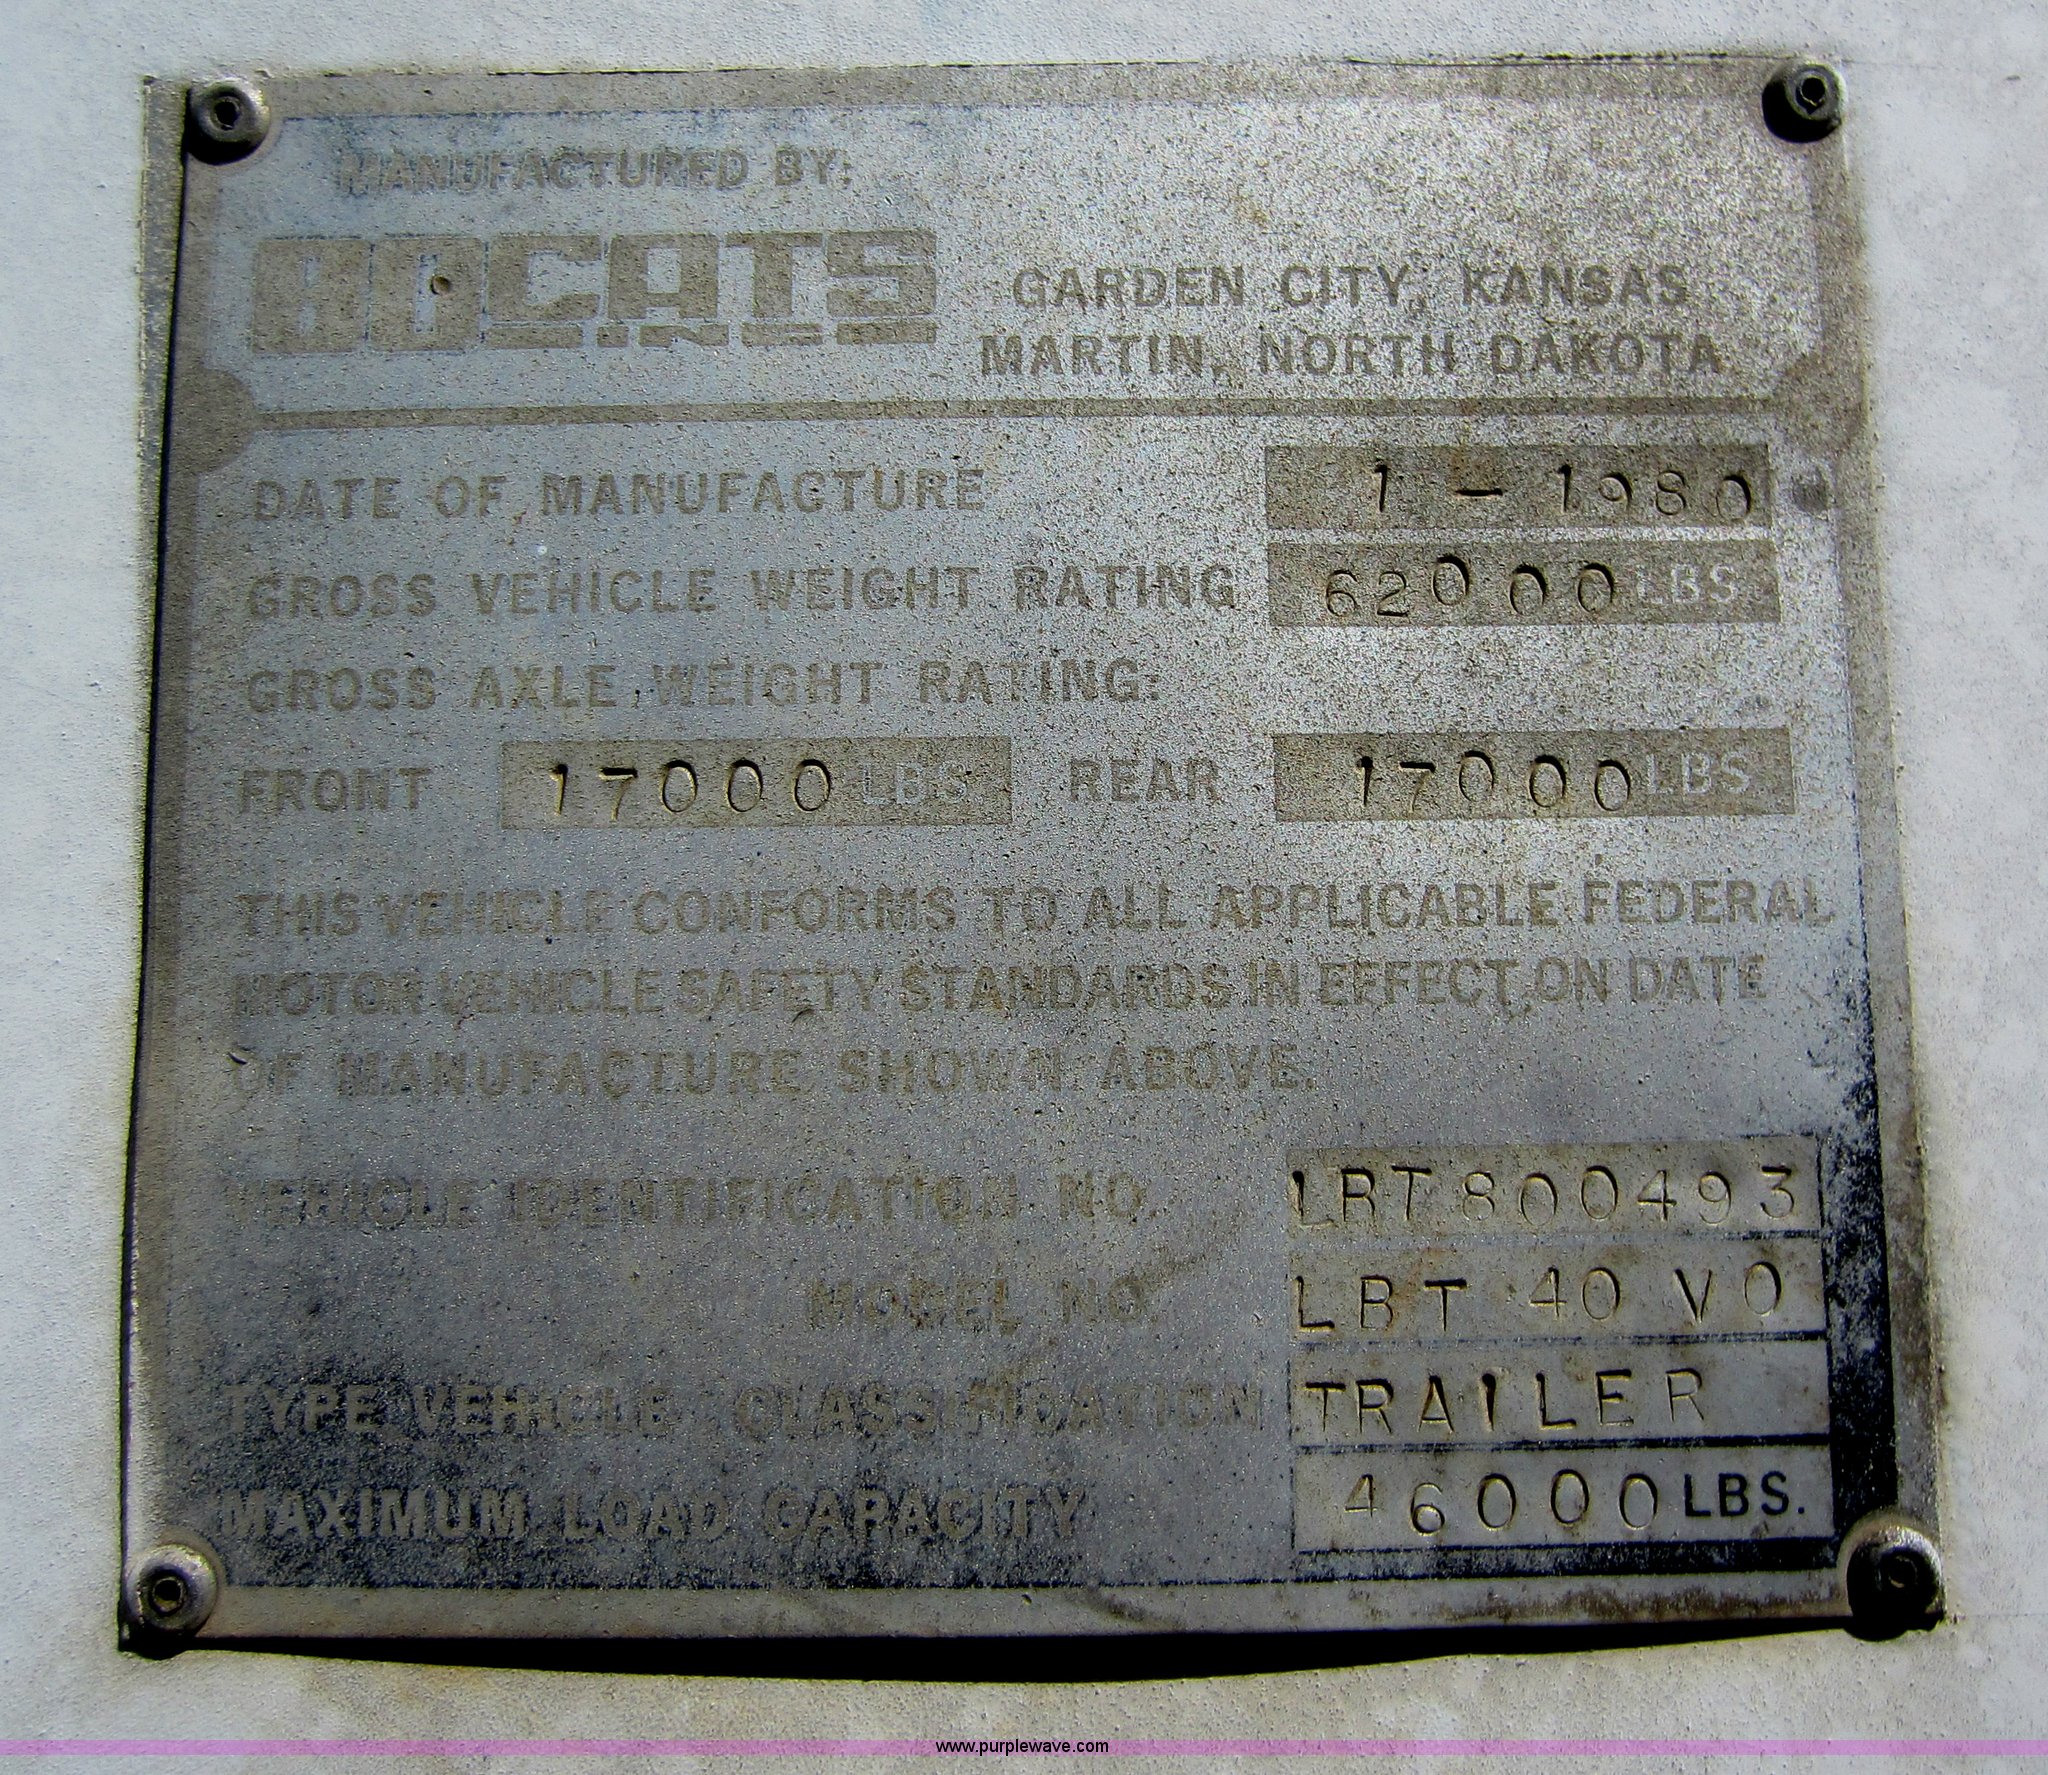 MANUFACTURED BY:
BOCATS
INC
GARDEN CITY, KANSAS
MARTIN, NORTH DAKOTA
DATE OF MANUFACTURE 1 - 1980
GROSS VEHICLE WEIGHT RATING 62000 LBS
GROSS AXLE WEIGHT RATING:
FRONT 17000 LBS REAR 17000 LBS
THIS VEHICLE CONFORMS TO ALL APPLICABLE FEDERAL
MOTOR VEHICLE SAFETY STANDARDS IN EFFECT ON DATE
OF MANUFACTURE SHOWN ABOVE.
VEHICLE IDENTIFICATION NO. LBT 800493
MODEL NO. LBT 40 VO
TYPE VEHICLE CLASSIFICATION TRAILER
MAXIMUM LOAD CAPACITY 46000 LBS.
www.purplewave.com